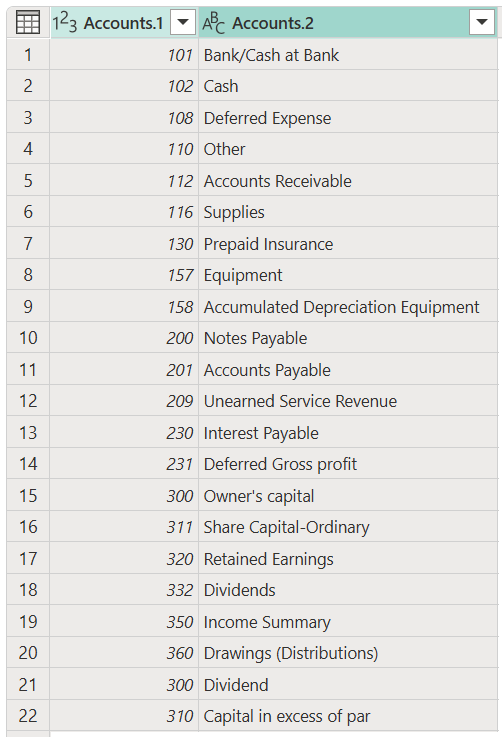 123 Accounts.1 ABC Accounts.2
1 101 Bank/Cash at Bank
2 102 Cash
3 108 Deferred Expense
4 110 Other
5 112 Accounts Receivable
6 116 Supplies
7 130 Prepaid Insurance
8 157 Equipment
9 158 Accumulated Depreciation Equipment
10 200 Notes Payable
11 201 Accounts Payable
12 209 Unearned Service Revenue
13 230 Interest Payable
14 231 Deferred Gross profit
15 300 Owner's capital
16 311 Share Capital-Ordinary
17 320 Retained Earnings
18 332 Dividends
19 350 Income Summary
20 360 Drawings (Distributions)
21 300 Dividend
22 310 Capital in excess of par